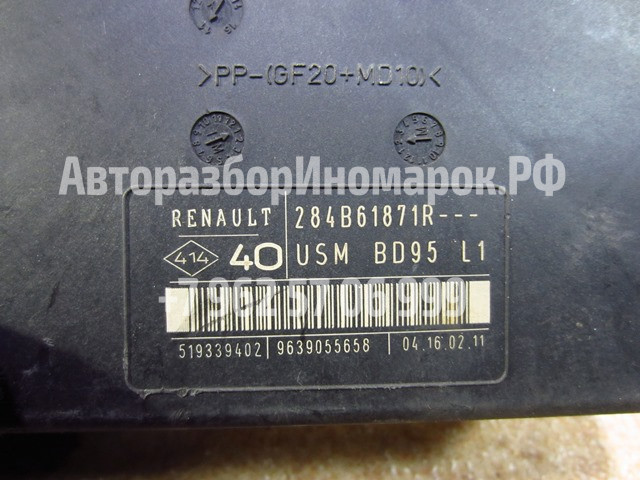 >PP-(GF20+MD10)<
АвторазборИномарок.РФ
RENAULT 284B61871R---
414 40 USM BD95 L1
519339402 9639055658 04.16.02.11